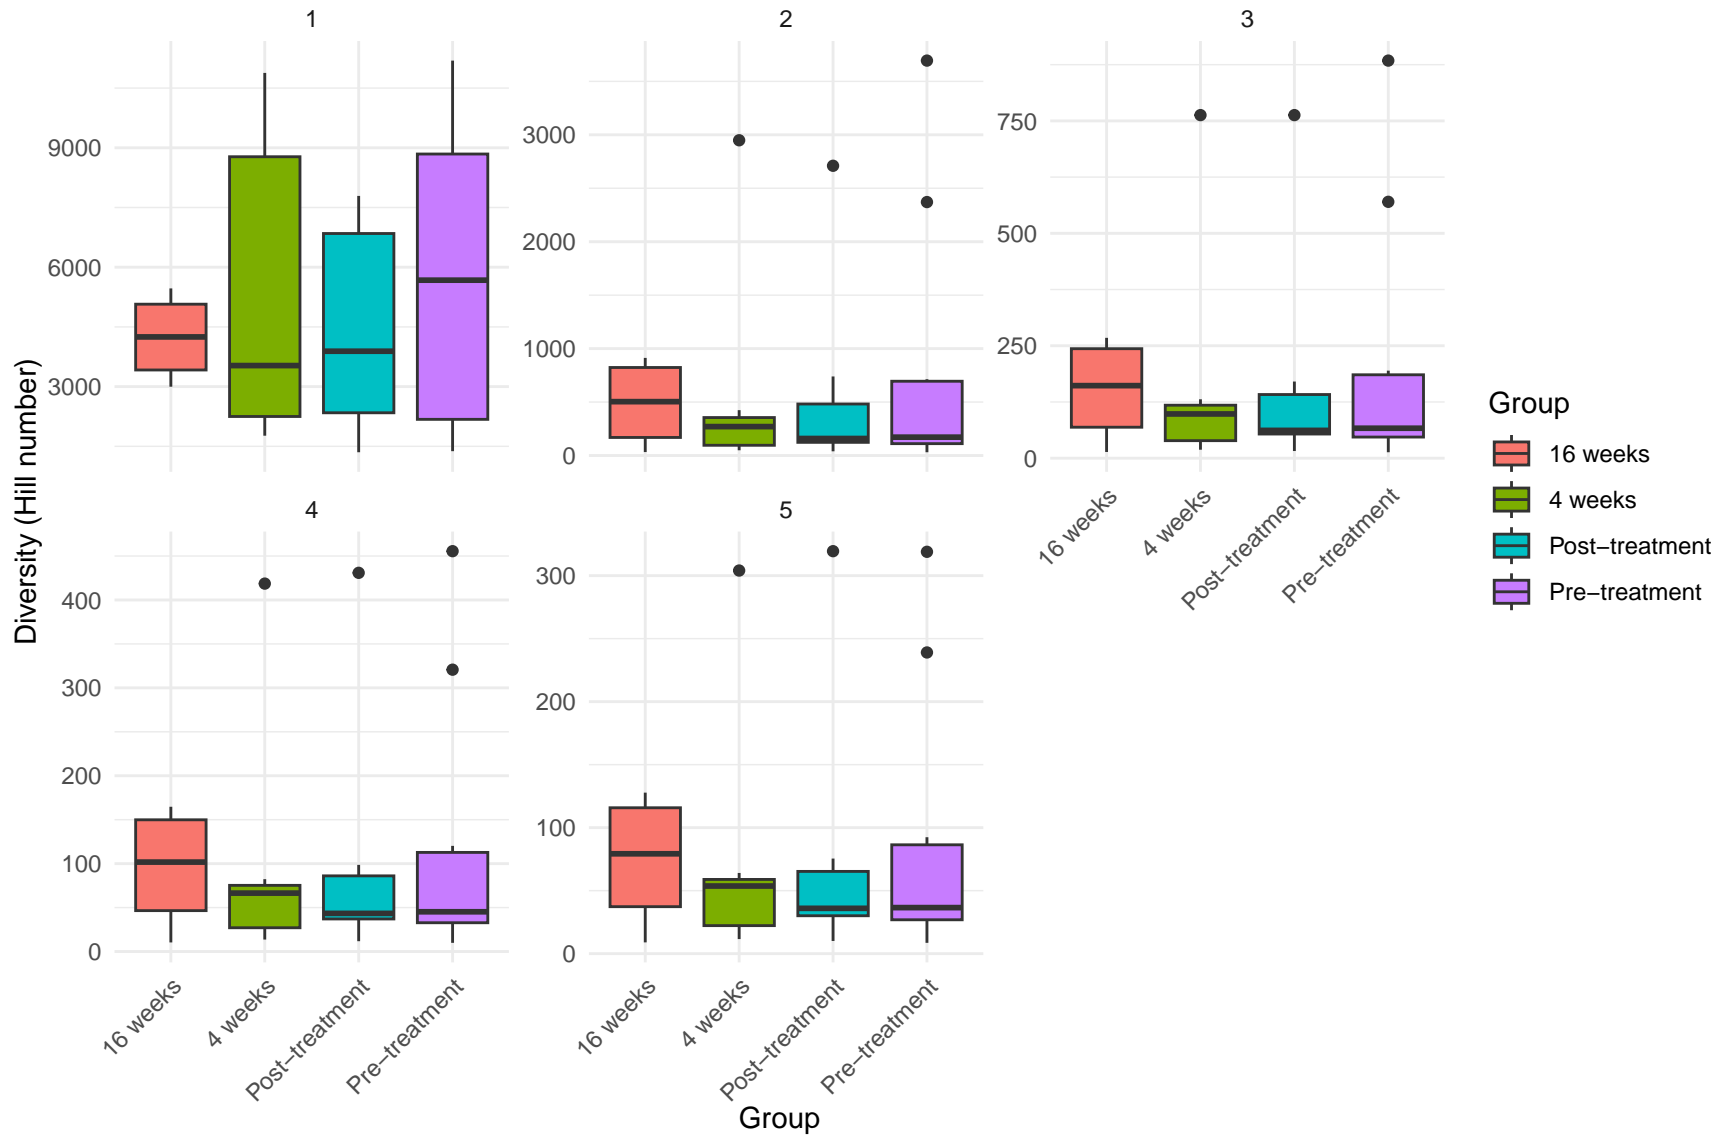 1
2
3
9000
6000
3000
3000
2000
1000
0
750
500
250
0
16 weeks
4 weeks
Post−treatment
Pre−treatment
Diversity (Hill number)
4
5
400
300
200
100
0
300
200
100
0
16 weeks
4 weeks
Post−treatment
Pre−treatment
16 weeks
4 weeks
Post−treatment
Pre−treatment
Group
Group
16 weeks
4 weeks
Post−treatment
Pre−treatment